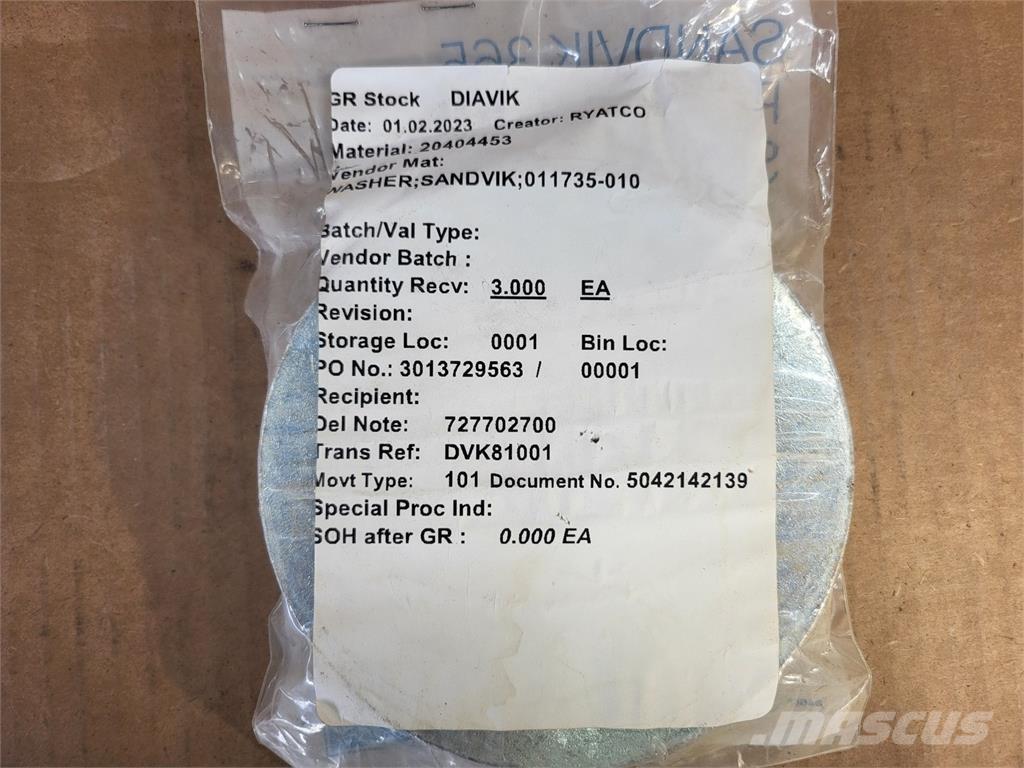 SANDVIK 365
GR Stock DIAVIK
Date: 01.02.2023 Creator: RYATCO
Material: 20404453
Vendor Mat:
WASHER;SANDVIK;011735-010
Batch/Val Type:
Vendor Batch :
Quantity Recv: 3.000 EA
Revision:
Storage Loc: 0001 Bin Loc:
PO No.: 3013729563 / 00001
Recipient:
Del Note: 727702700
Trans Ref: DVK81001
Movt Type: 101 Document No. 5042142139
Special Proc Ind:
SOH after GR : 0.000 EA
MASCUS